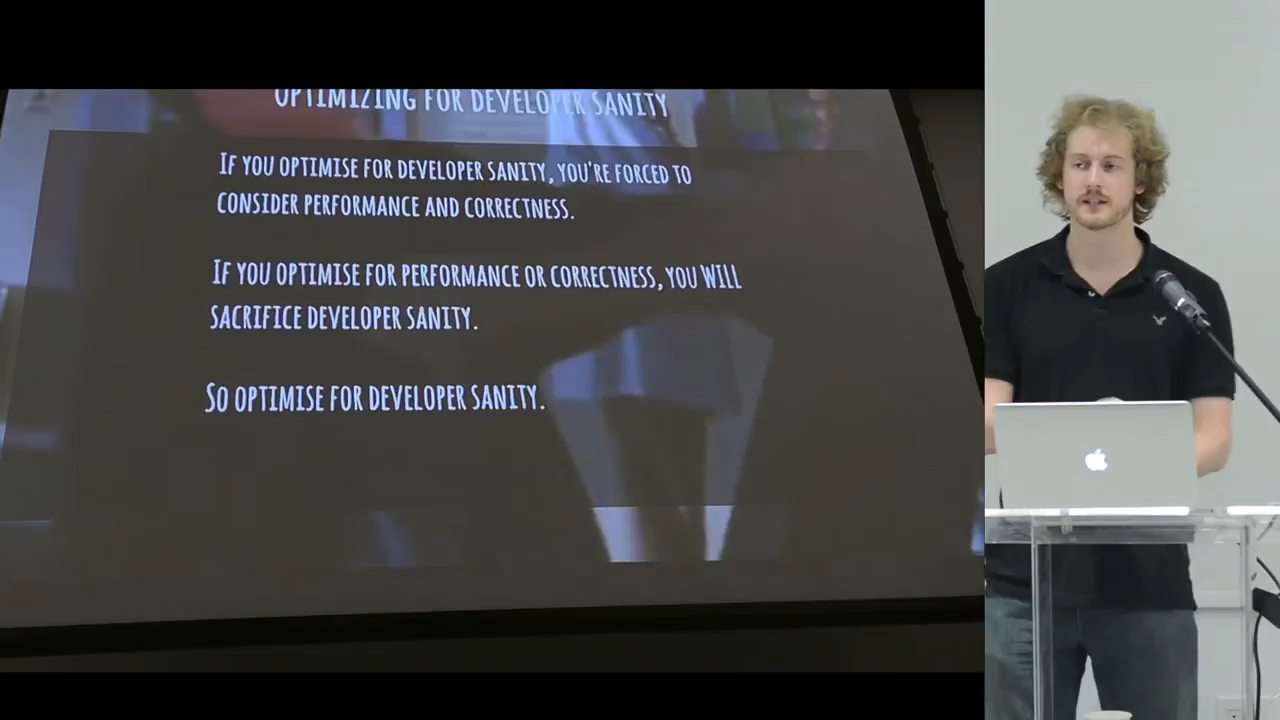 OPTIMIZING FOR DEVELOPER SANITY
IF YOU OPTIMISE FOR DEVELOPER SANITY, YOU'RE FORCED TO
CONSIDER PERFORMANCE AND CORRECTNESS.
IF YOU OPTIMISE FOR PERFORMANCE OR CORRECTNESS, YOU WILL
SACRIFICE DEVELOPER SANITY.
SO OPTIMISE FOR DEVELOPER SANITY.